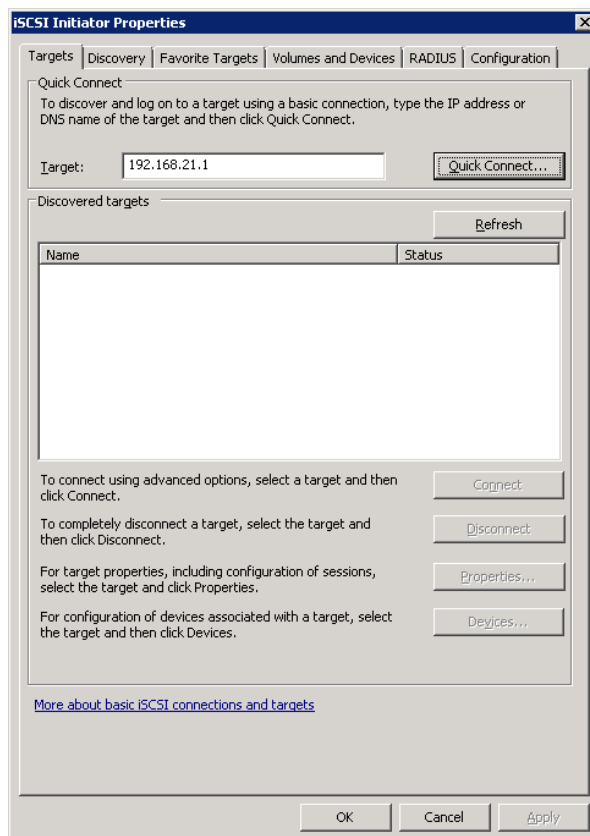 iSCSI Initiator Properties
Targets Discovery Favorite Targets Volumes and Devices RADIUS Configuration
Quick Connect
To discover and log on to a target using a basic connection, type the IP address or
DNS name of the target and then click Quick Connect.
Target: 192.168.21.1 Quick Connect...
Discovered targets
Refresh
Name Status
To connect using advanced options, select a target and then
click Connect.
Connect
To completely disconnect a target, select the target and
then click Disconnect.
Disconnect
For target properties, including configuration of sessions,
select the target and click Properties.
Properties...
For configuration of devices associated with a target, select
the target and then click Devices.
Devices...
More about basic iSCSI connections and targets
OK Cancel Apply